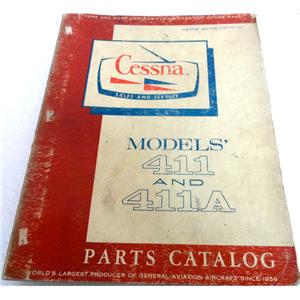 Cessna
SALES AND SERVICE
MODELS'
411
AND
411A
PARTS CATALOG
WORLD'S LARGEST PRODUCER OF GENERAL AVIATION AIRCRAFT SINCE 1956